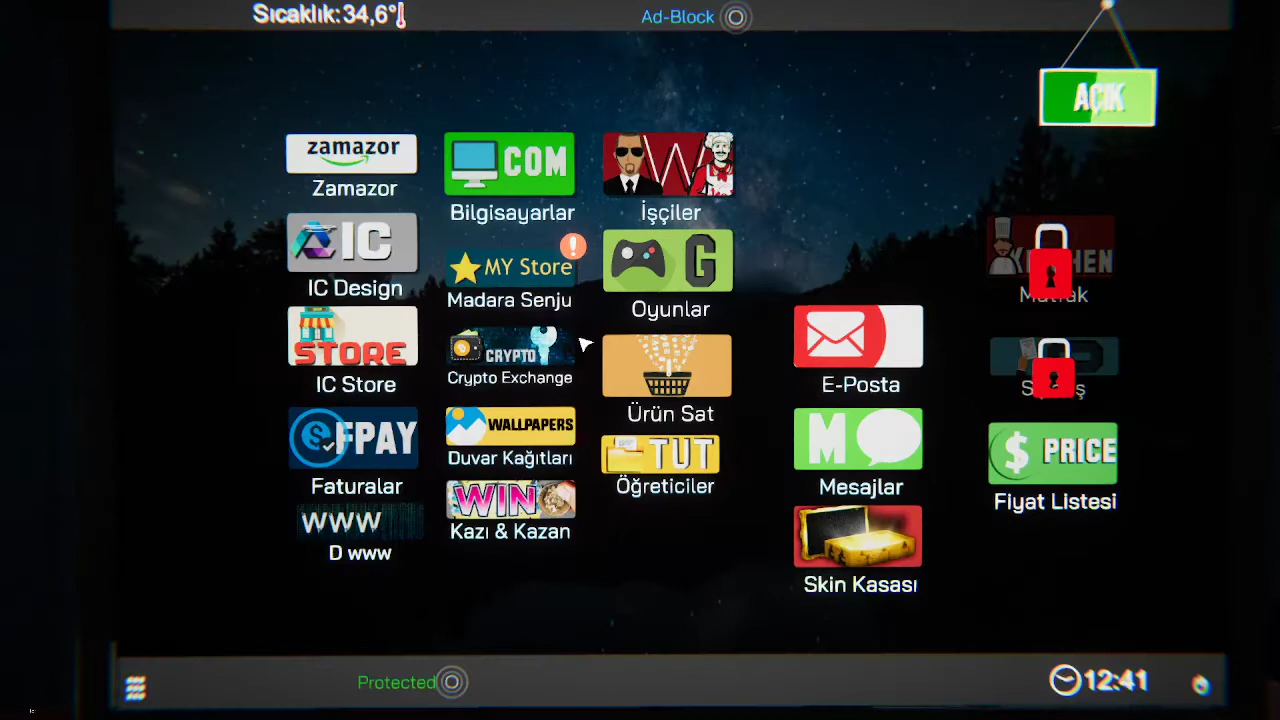 Sıcaklık: 34,6°
Ad-Block
AÇIK
zamazor
Zamazor
COM
Bilgisayarlar
W
İşçiler
IC
IC Design
MY Store
Madara Senju
G
Oyunlar
KITCHEN
Mutfak
STORE
IC Store
CRYPTO
Crypto Exchange
Ürün Sat
E-Posta
FPAY
Faturalar
WALLPAPERS
Duvar Kağıtları
TUT
Öğreticiler
M
Mesajlar
$ PRICE
Fiyat Listesi
WWW
D www
WIN
Kazı & Kazan
Skin Kasası
Protected
12:41